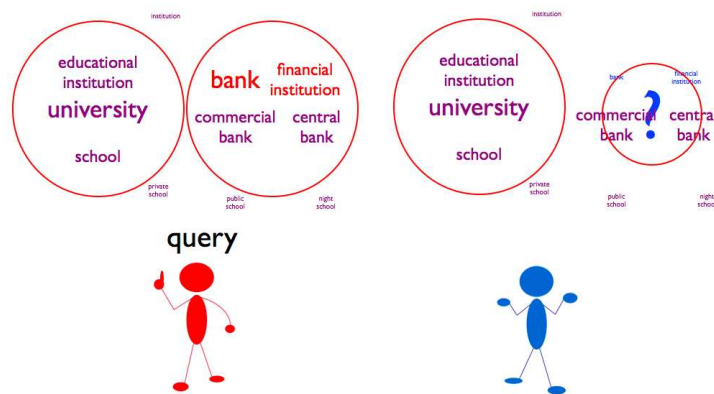 institution
educational
institution
university
school
private
school
bank
financial
institution
commercial
bank
central
bank
public
school
night
school
query
institution
educational
institution
university
school
private
school
bank
financial
institution
?
commercial
bank
central
bank
public
school
night
school